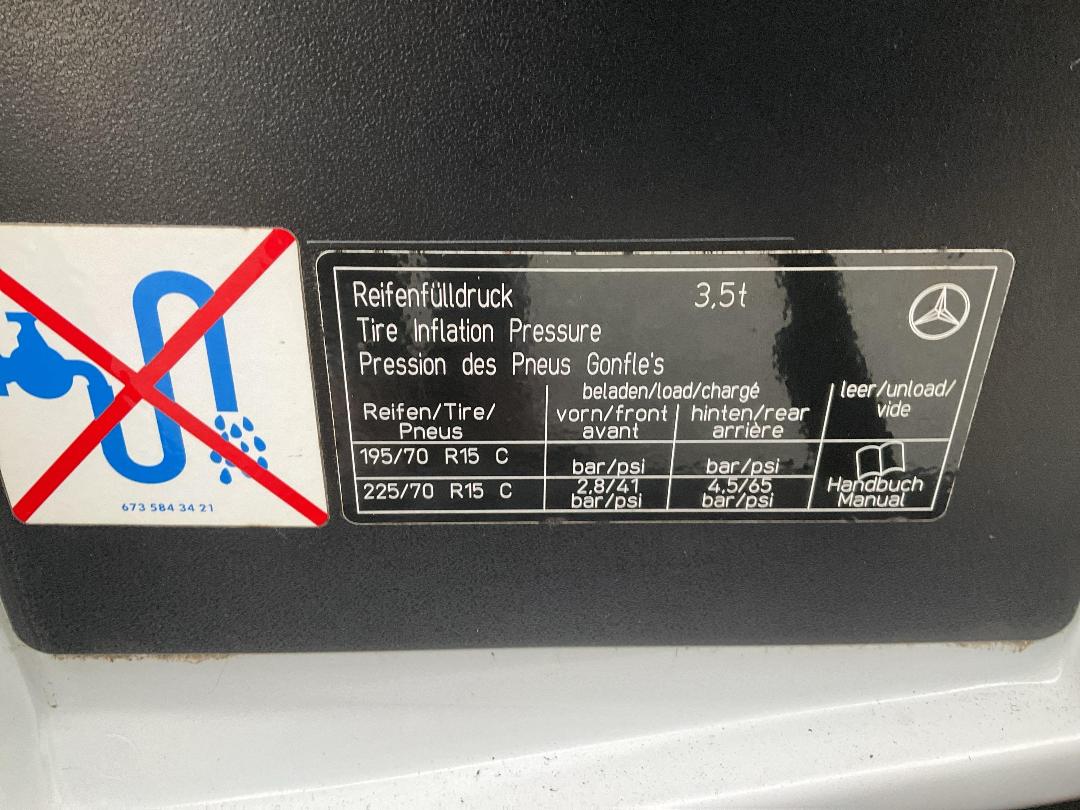 673 584 34 21
Reifenfülldruck 3,5t
Tire Inflation Pressure
Pression des Pneus Gonfle's
beladen/load/chargé leer/unload/
vide
Reifen/Tire/ vorn/front hinten/rear
Pneus avant arrière
195/70 R15 C bar/psi bar/psi
225/70 R15 C 2,8/41 4,5/65 Handbuch
bar/psi bar/psi Manual